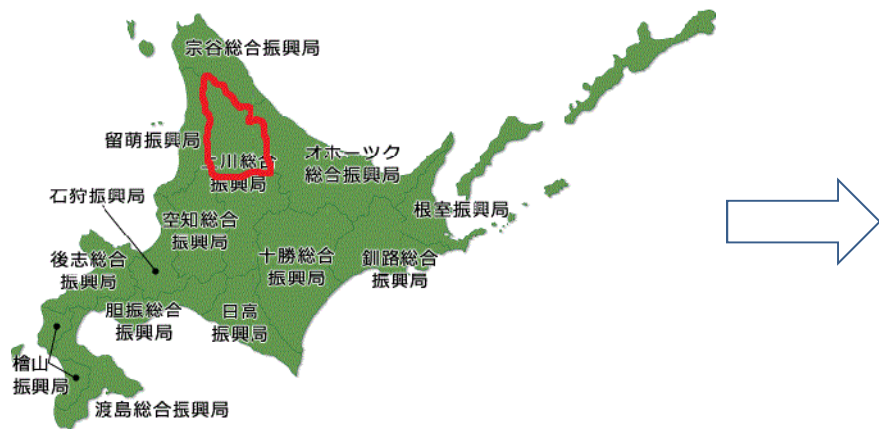 宗谷総合振興局
留萌振興局
上川総合
振興局
オホーツク
総合振興局
石狩振興局
空知総合
振興局
根室振興局
後志総合
振興局
十勝総合
振興局
釧路総合
振興局
胆振総合
振興局
日高
振興局
檜山
振興局
渡島総合振興局